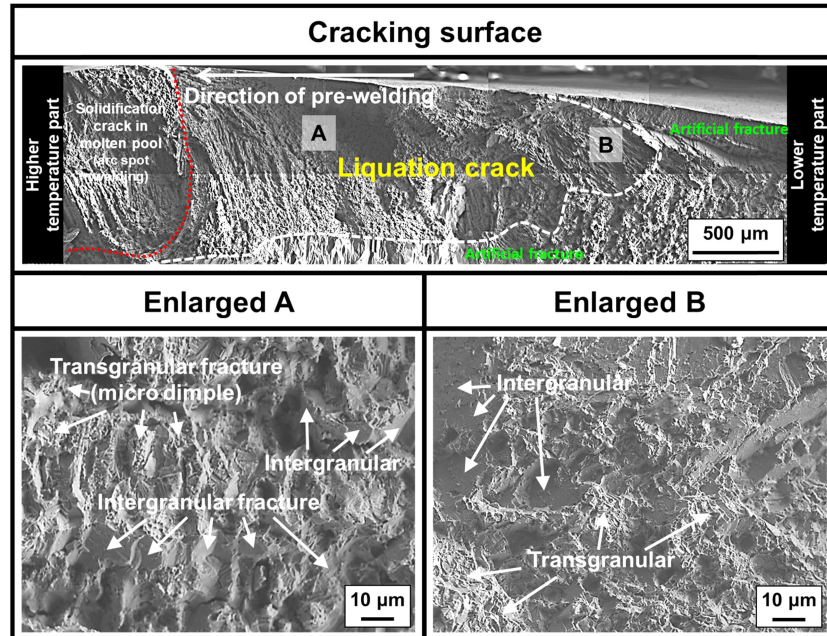 Cracking surface
Higher
temperature part
Solidification
crack in
molten pool
(arc spot
welding)
Direction of pre-welding
A
Liquation crack
B
Artificial fracture
Artificial fracture
500 μm
Lower
temperature part
Enlarged A
Enlarged B
Transgranular fracture
(micro dimple)
Intergranular
Intergranular fracture
10 μm
Intergranular
Transgranular
10 μm